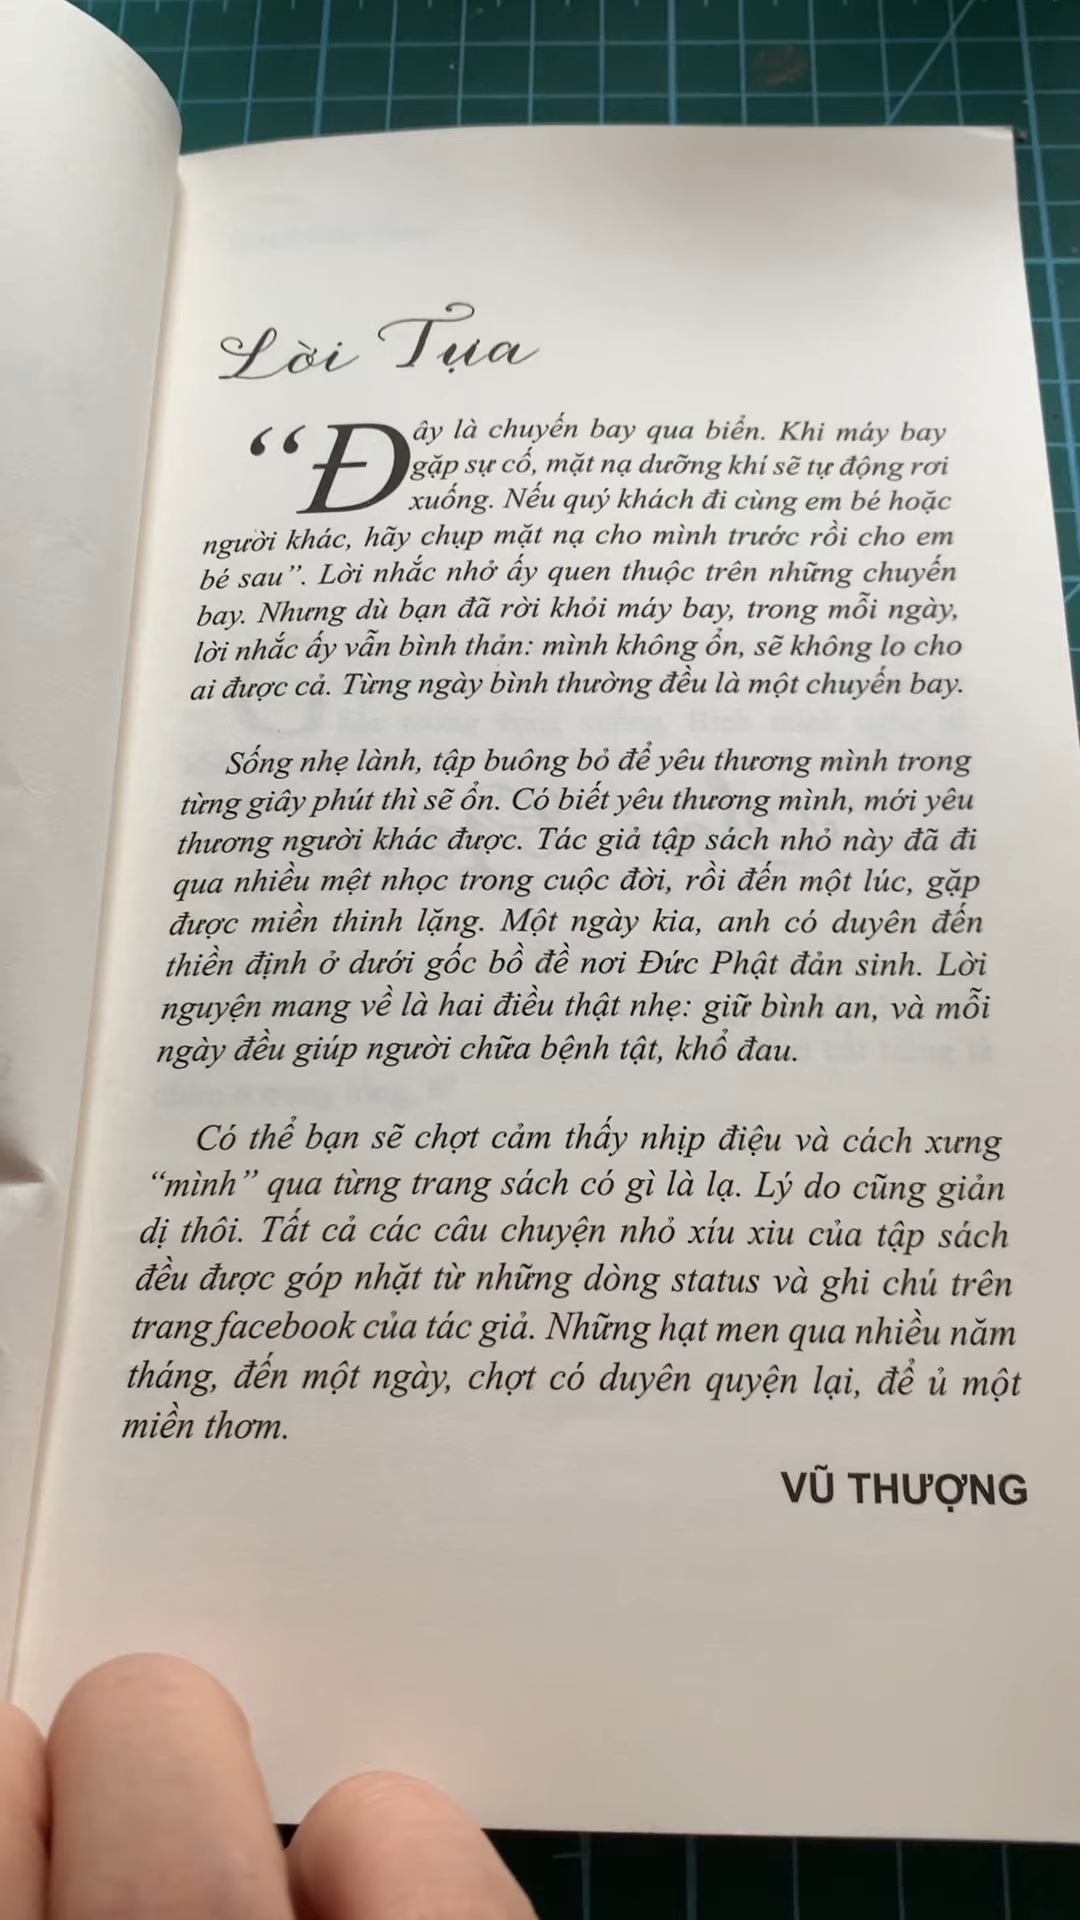 Lời Tựa
“Đây là chuyến bay qua biển. Khi máy bay
gặp sự cố, mặt nạ dưỡng khí sẽ tự động rơi
xuống. Nếu quý khách đi cùng em bé hoặc
người khác, hãy chụp mặt nạ cho mình trước rồi cho em
bé sau”. Lời nhắc nhở ấy quen thuộc trên những chuyến
bay. Nhưng dù bạn đã rời khỏi máy bay, trong mỗi ngày,
lời nhắc ấy vẫn bình thản: mình không ổn, sẽ không lo cho
ai được cả. Từng ngày bình thường đều là một chuyến bay.
Sống nhẹ lành, tập buông bỏ để yêu thương mình trong
từng giây phút thì sẽ ổn. Có biết yêu thương mình, mới yêu
thương người khác được. Tác giả tập sách nhỏ này đã đi
qua nhiều mệt nhọc trong cuộc đời, rồi đến một lúc, gặp
được miền thinh lặng. Một ngày kia, anh có duyên đến
thiền định ở dưới gốc bồ đề nơi Đức Phật đản sinh. Lời
nguyện mang về là hai điều thật nhẹ: giữ bình an, và mỗi
ngày đều giúp người chữa bệnh tật, khổ đau.
Có thể bạn sẽ chợt cảm thấy nhịp điệu và cách xưng
“mình” qua từng trang sách có gì là lạ. Lý do cũng giản
dị thôi. Tất cả các câu chuyện nhỏ xíu xiu của tập sách
đều được góp nhặt từ những dòng status và ghi chú trên
trang facebook của tác giả. Những hạt men qua nhiều năm
tháng, đến một ngày, chợt có duyên quyện lại, để ủ một
miền thơm.
VŨ THƯỢNG